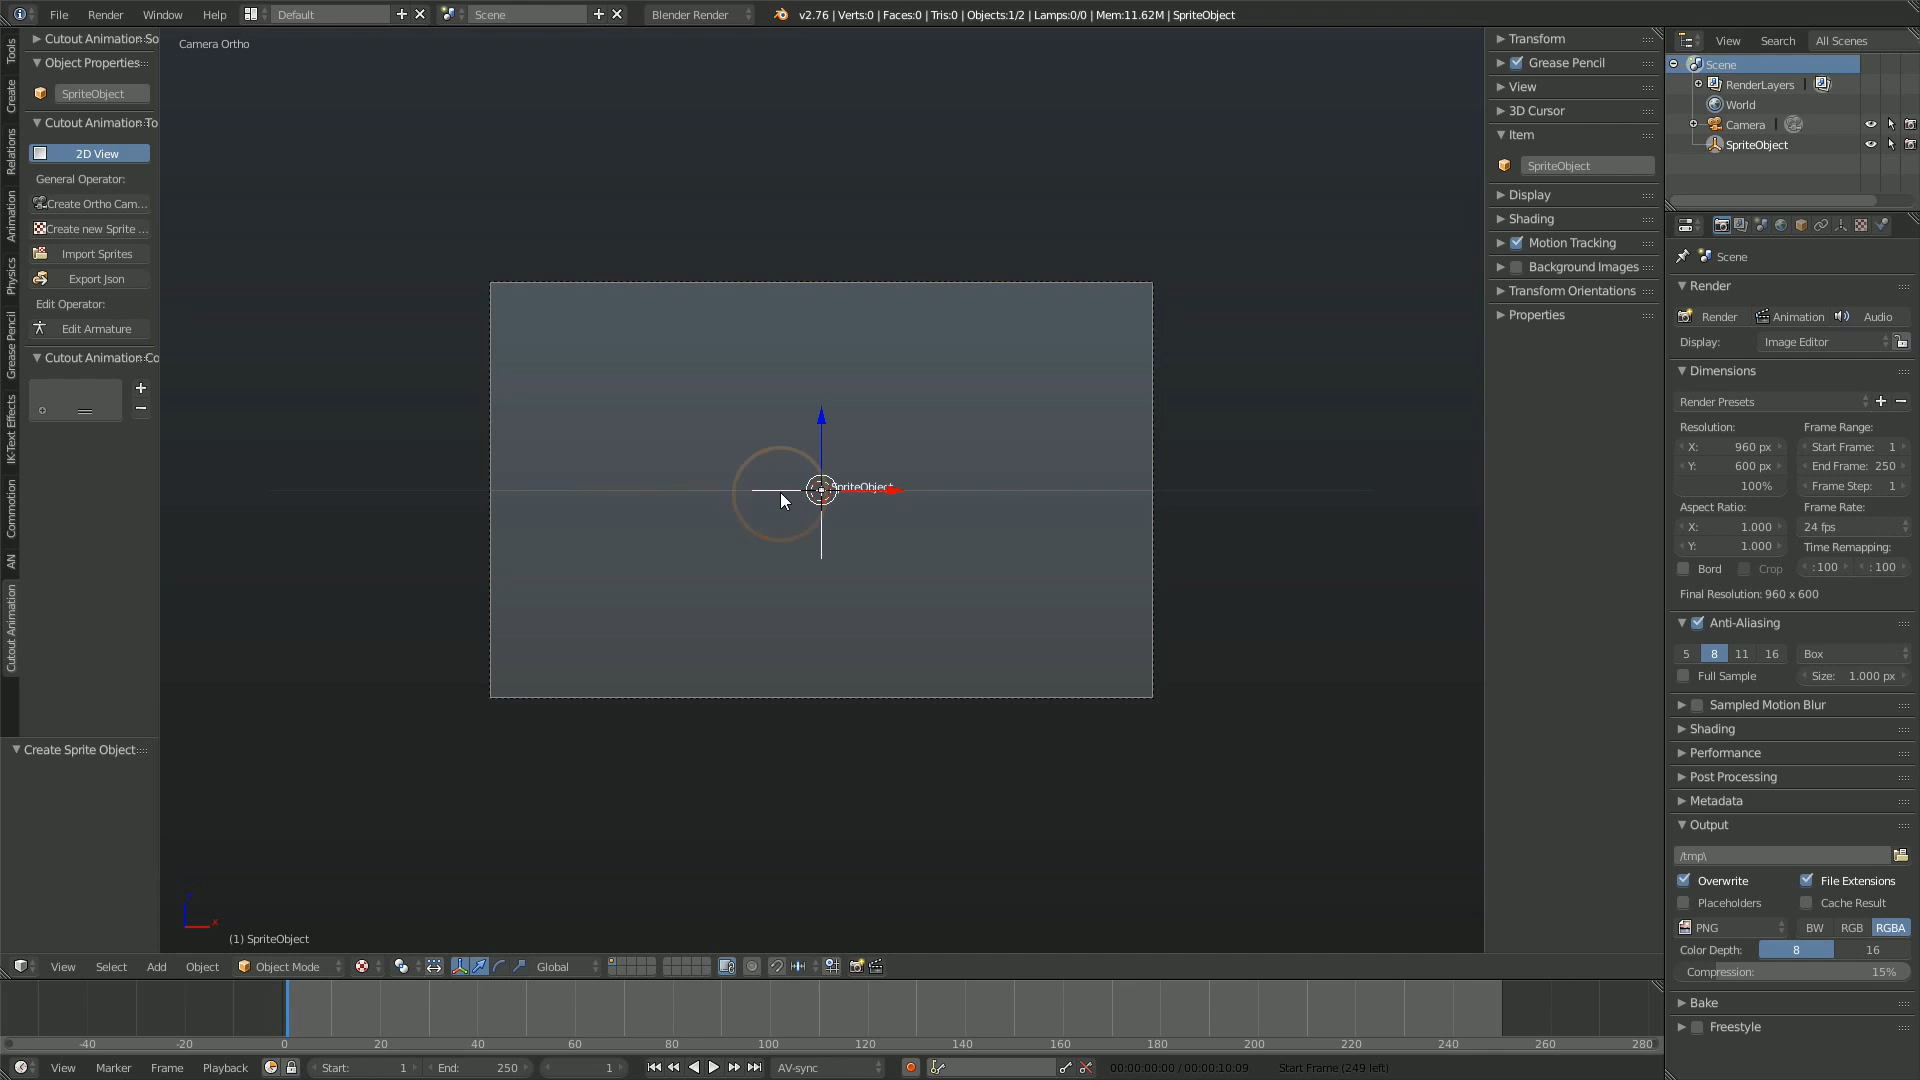 File Render Window Help Default Scene Blender Render v2.76 | Verts:0 | Faces:0 | Tris:0 | Objects:1/2 | Lamps:0/0 | Mem:11.62M | SpriteObject
Tools
Create
Relations
Animation
Physics
Grease Pencil
IK-Text Effects
Commotion
AN
Cutout Animation
Cutout Animation So
Object Properties
SpriteObject
Cutout Animation To
2D View
General Operator:
Create Ortho Cam...
Create new Sprite ...
Import Sprites
Export Json
Edit Operator:
Edit Armature
Cutout Animation Co
Create Sprite Object
Camera Ortho
SpriteObject
x
(1) SpriteObject
Transform
Grease Pencil
View
3D Cursor
Item
SpriteObject
Display
Shading
Motion Tracking
Background Images
Transform Orientations
Properties
View Search All Scenes
Scene
RenderLayers |
World
Camera |
SpriteObject
Scene
Render
Render Animation Audio
Display: Image Editor
Dimensions
Render Presets
Resolution: Frame Range:
X: 960 px Start Frame: 1
Y: 600 px End Frame: 250
100% Frame Step: 1
Aspect Ratio: Frame Rate:
X: 1.000 24 fps
Y: 1.000 Time Remapping:
Bord Crop :100 :100
Final Resolution: 960 x 600
Anti-Aliasing
5 8 11 16 Box
Full Sample Size: 1.000 px
Sampled Motion Blur
Shading
Performance
Post Processing
Metadata
Output
/tmp\
Overwrite File Extensions
Placeholders Cache Result
PNG BW RGB RGBA
Color Depth: 8 16
Compression: 15%
Bake
Freestyle
View Select Add Object Object Mode Global
-40 -20 0 20 40 60 80 100 120 140 160 180 200 220 240 260 280
View Marker Frame Playback Start: 1 End: 250 1 AV-sync 00:00:00:00 / 00:00:10:09 Start Frame (249 left)